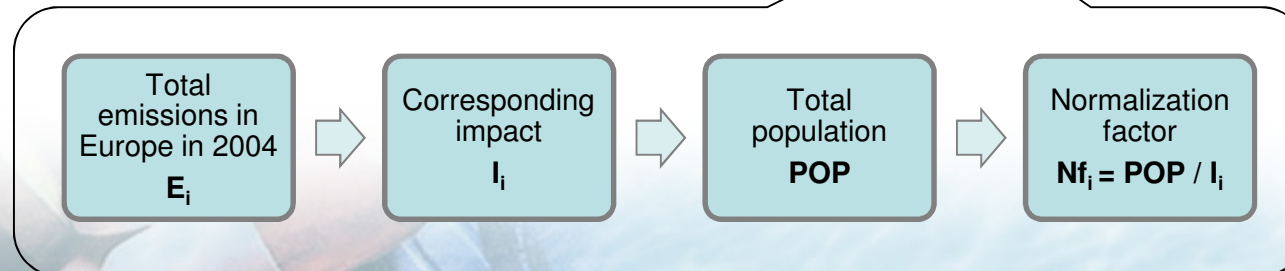 Total
emissions in
Europe in 2004
Ei
Corresponding
impact
Ii
Total
population
POP
Normalization
factor
Nfi = POP / Ii